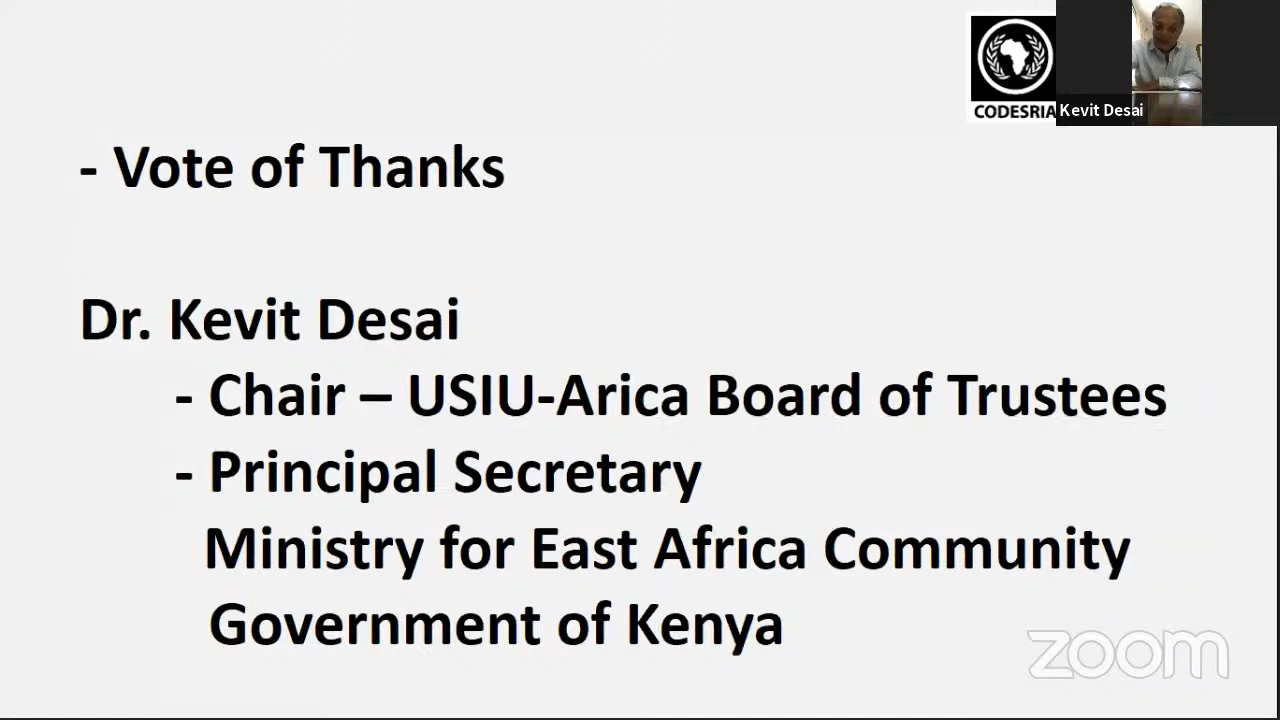 CODESRIA
Kevit Desai
- Vote of Thanks
Dr. Kevit Desai
- Chair – USIU-Arica Board of Trustees
- Principal Secretary
Ministry for East Africa Community
Government of Kenya
zoom